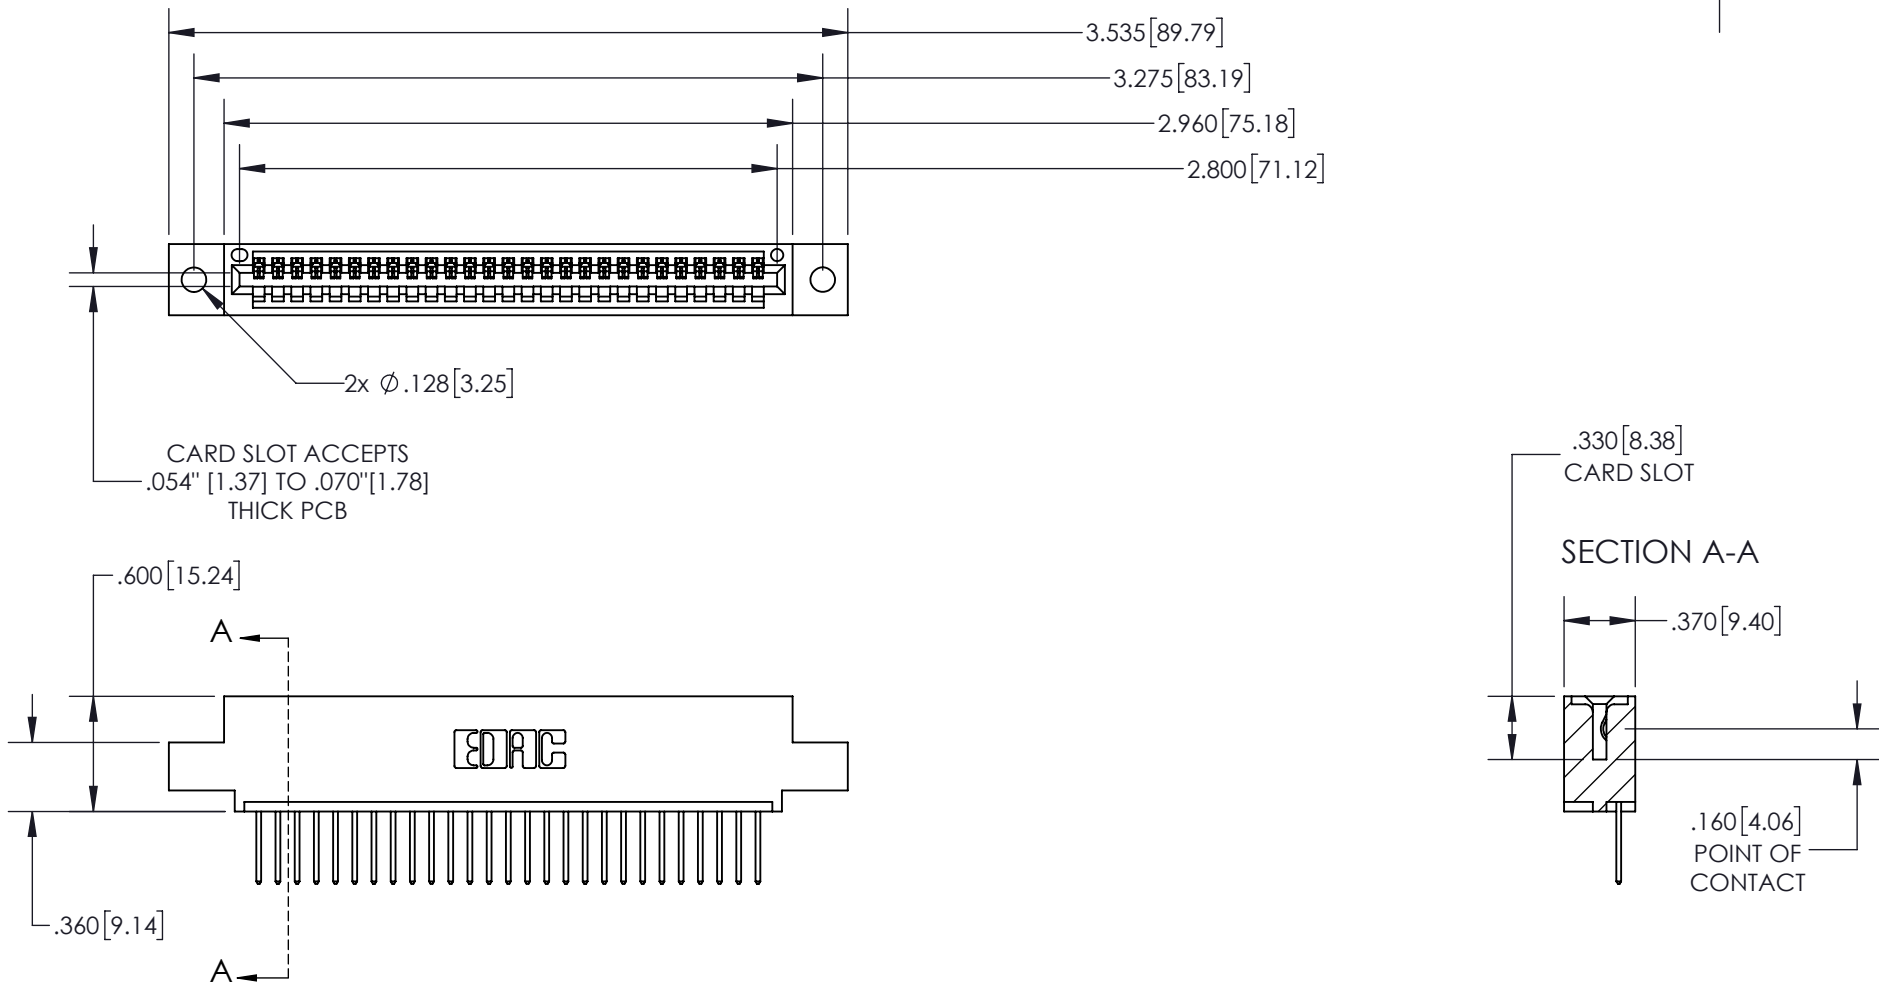 3.535[89.79]
3.275[83.19]
2.960[75.18]
2.800[71.12]
2x Ø.128[3.25]
CARD SLOT ACCEPTS
.054" [1.37] TO .070"[1.78]
THICK PCB
.330[8.38]
CARD SLOT
SECTION A-A
.600[15.24]
A
.370[9.40]
EDAC
.160[4.06]
POINT OF
CONTACT
.360[9.14]
A